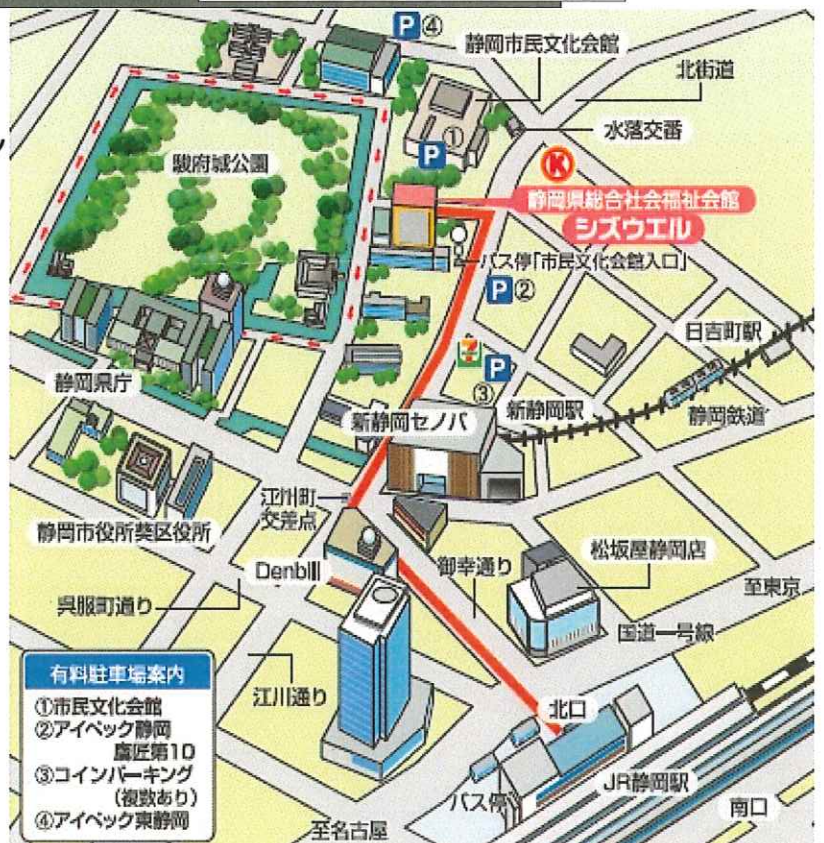 P④
静岡市民文化会館
北街道
水落交番
①
P
駿府城公園
K
静岡県総合社会福祉会館
シズウエル
バス停「市民文化会館入口」
P②
日吉町駅
7
P
③
静岡県庁
新静岡セノバ
新静岡駅
静岡鉄道
江川町
交差点
静岡市役所葵区役所
Denbill
御幸通り
松坂屋静岡店
至東京
呉服町通り
国道一号線
有料駐車場案内
①市民文化会館
②アイペック静岡
鷹匠第10
③コインパーキング
(複数あり)
④アイペック東静岡
江川通り
北口
バス停
JR静岡駅
南口
至名古屋